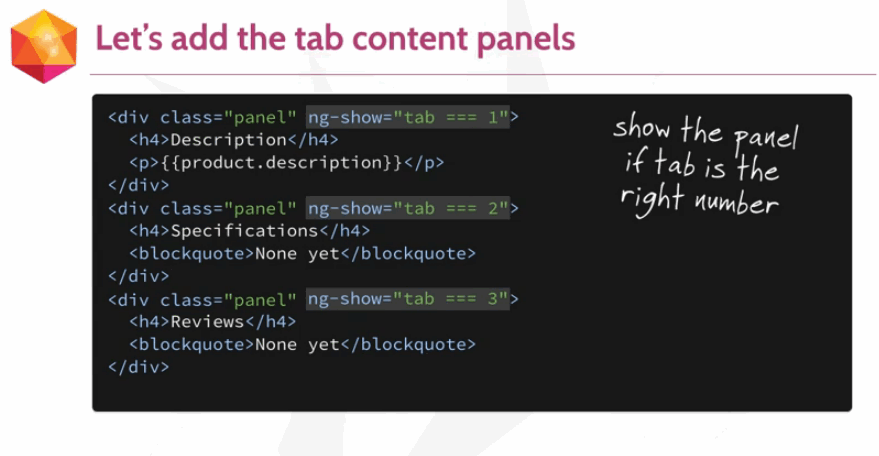 Let's add the tab content panels
<div class="panel" ng-show="tab === 1">
  <h4>Description</h4>
  <p>{{product.description}}</p>
</div>
<div class="panel" ng-show="tab === 2">
  <h4>Specifications</h4>
  <blockquote>None yet</blockquote>
</div>
<div class="panel" ng-show="tab === 3">
  <h4>Reviews</h4>
  <blockquote>None yet</blockquote>
</div>
show the panel
if tab is the
right number